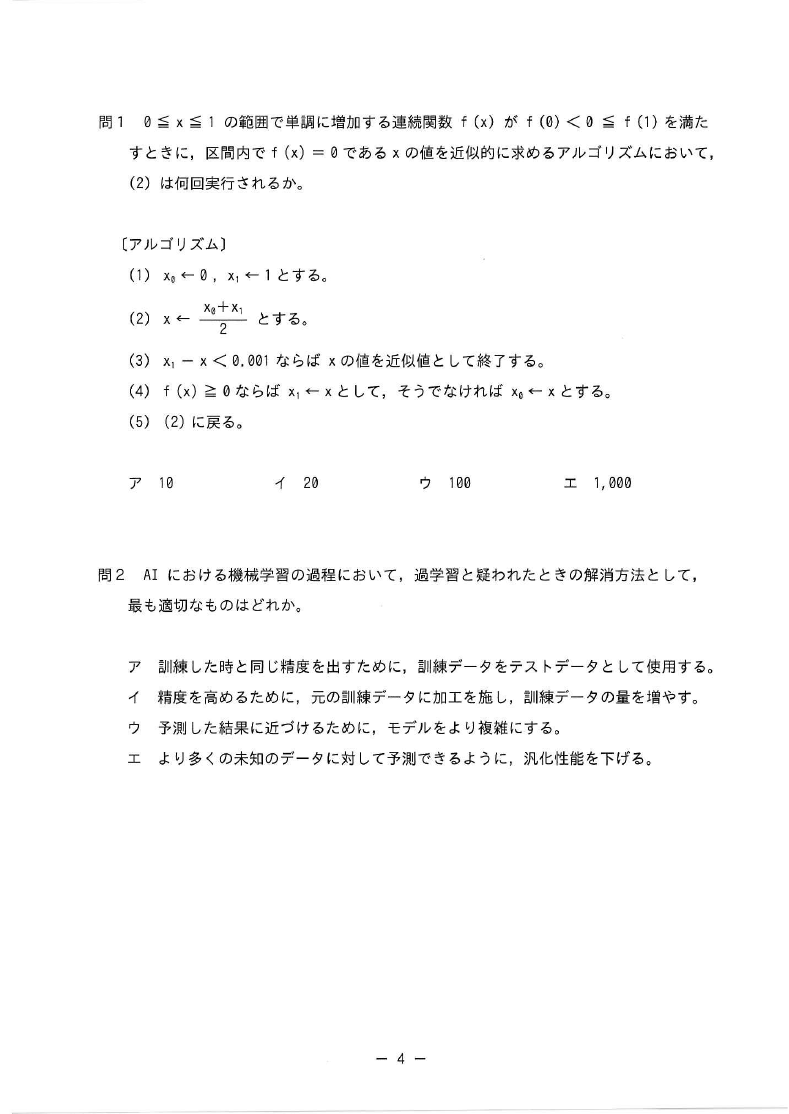 問1 0≦x≦1 の範囲で単調に増加する連続関数 f(x) が f(0)<0≦f(1) を満た
すときに，区間内で f(x)=0 である x の値を近似的に求めるアルゴリズムにおいて，
(2) は何回実行されるか。
〔アルゴリズム〕
(1) x₀←0，x₁←1とする。
(2) x← (x₀+x₁)/2 とする。
(3) x₁－x<0.001 ならば x の値を近似値として終了する。
(4) f(x)≧0ならば x₁←xとして，そうでなければ x₀←xとする。
(5) (2) に戻る。
ア 10 イ 20 ウ 100 エ 1,000
問2 AI における機械学習の過程において，過学習と疑われたときの解消方法として，
最も適切なものはどれか。
ア 訓練した時と同じ精度を出すために，訓練データをテストデータとして使用する。
イ 精度を高めるために，元の訓練データに加工を施し，訓練データの量を増やす。
ウ 予測した結果に近づけるために，モデルをより複雑にする。
エ より多くの未知のデータに対して予測できるように，汎化性能を下げる。
－ 4 －